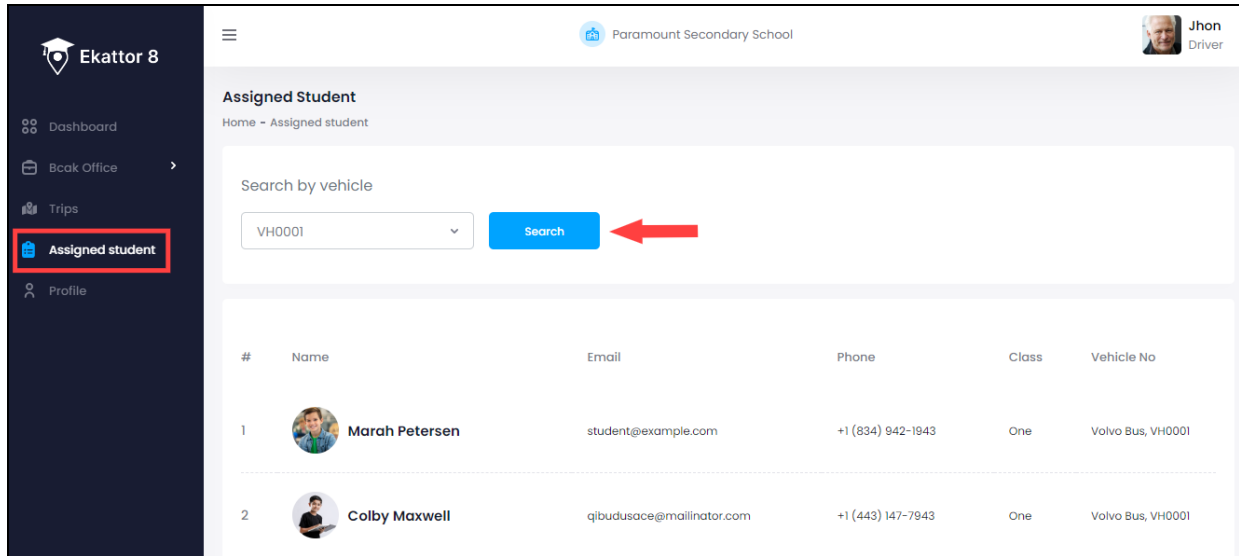 Ekattor 8
Paramount Secondary School
Jhon
Driver
Dashboard
Bcak Office
Trips
Assigned student
Profile
Assigned Student
Home - Assigned student
Search by vehicle
VH0001
Search
# Name Email Phone Class Vehicle No
1 Marah Petersen student@example.com +1 (834) 942-1943 One Volvo Bus, VH0001
2 Colby Maxwell qibudusace@mailinator.com +1 (443) 147-7943 One Volvo Bus, VH0001